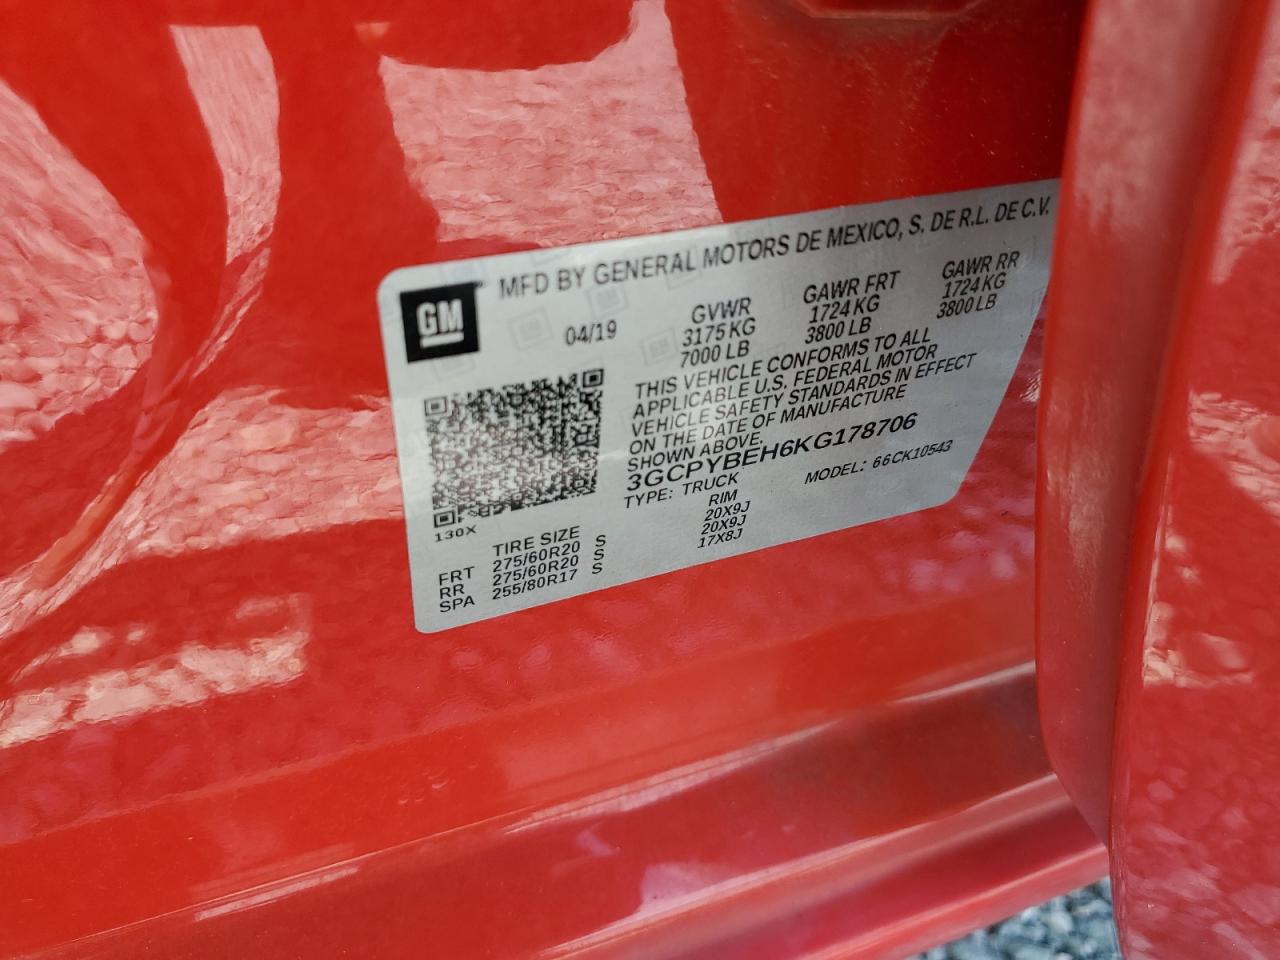 GM
MFD BY GENERAL MOTORS DE MEXICO, S. DE R.L. DE C.V.
04/19
GVWR GAWR FRT GAWR RR
3175 KG 1724 KG 1724 KG
7000 LB 3800 LB 3800 LB
THIS VEHICLE CONFORMS TO ALL
APPLICABLE U.S. FEDERAL MOTOR
VEHICLE SAFETY STANDARDS IN EFFECT
ON THE DATE OF MANUFACTURE
SHOWN ABOVE.
3GCPYBEH6KG178706
TYPE: TRUCK MODEL: 66CK10543
130X
TIRE SIZE RIM
FRT 275/60R20 S 20X9J
RR 275/60R20 S 20X9J
SPA 255/80R17 S 17X8J